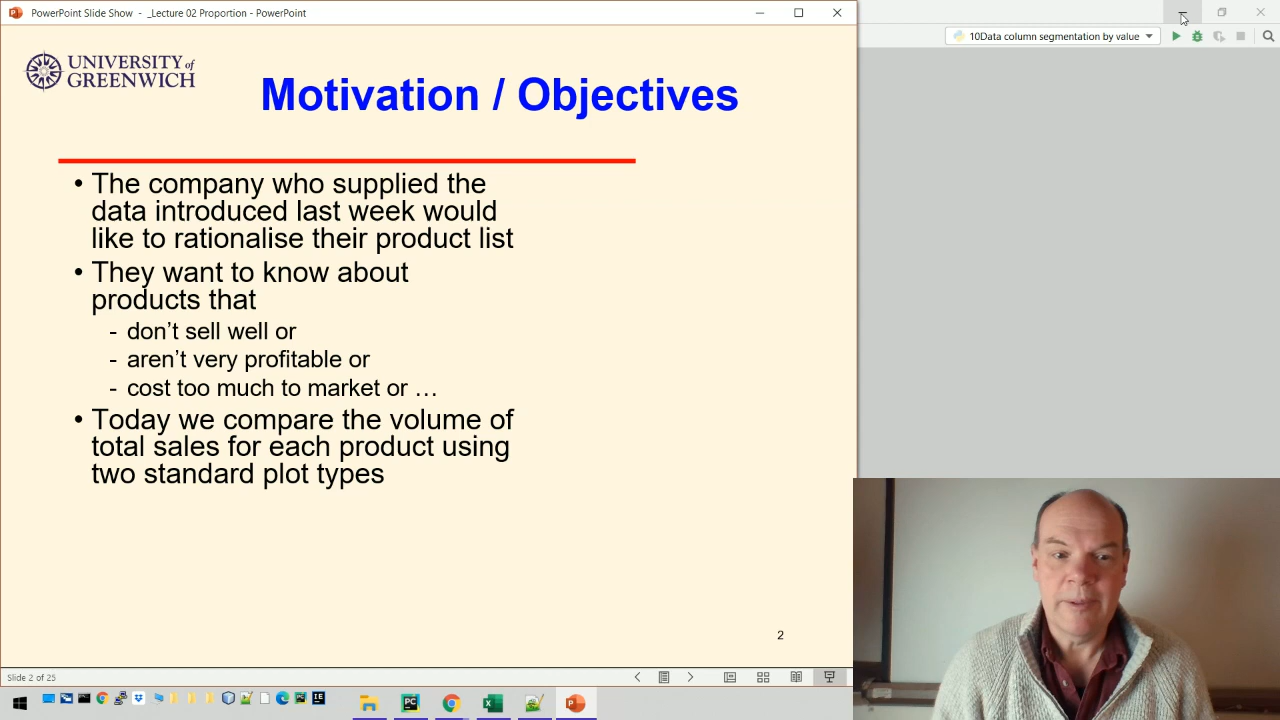 PowerPoint Slide Show - _Lecture 02 Proportion - PowerPoint
10Data column segmentation by value
UNIVERSITY of
GREENWICH
Motivation / Objectives
• The company who supplied the
data introduced last week would
like to rationalise their product list
• They want to know about
products that
- don't sell well or
- aren't very profitable or
- cost too much to market or …
• Today we compare the volume of
total sales for each product using
two standard plot types
2
Slide 2 of 25